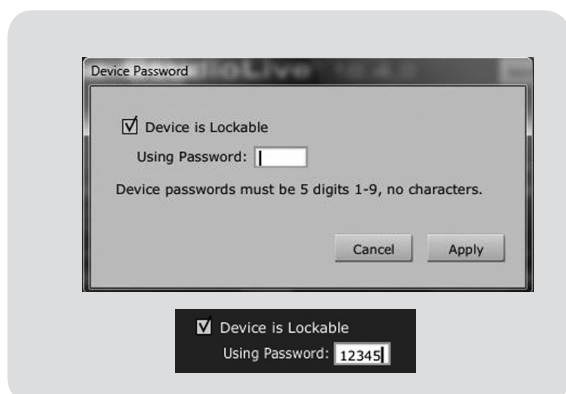 Device Password
Device is Lockable
Using Password:
Device passwords must be 5 digits 1-9, no characters.
Cancel
Apply
Device is Lockable
Using Password: 12345